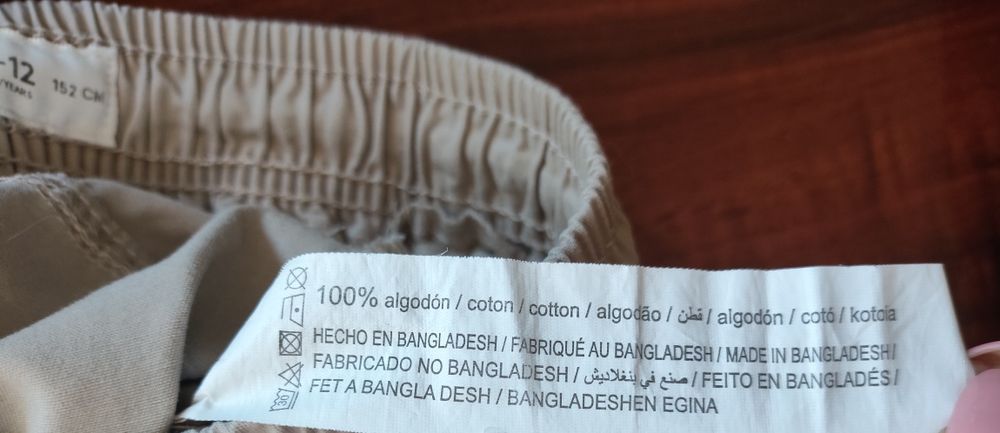 -12
YEARS
152 CM
100% algodón / coton / cotton / algodão / قطن / algodón / cotó / kotoia
HECHO EN BANGLADESH / FABRIQUÉ AU BANGLADESH / MADE IN BANGLADESH /
FABRICADO NO BANGLADESH / صنع في بنغلاديش / FEITO EN BANGLADÉS /
FET A BANGLA DESH / BANGLADESHEN EGINA